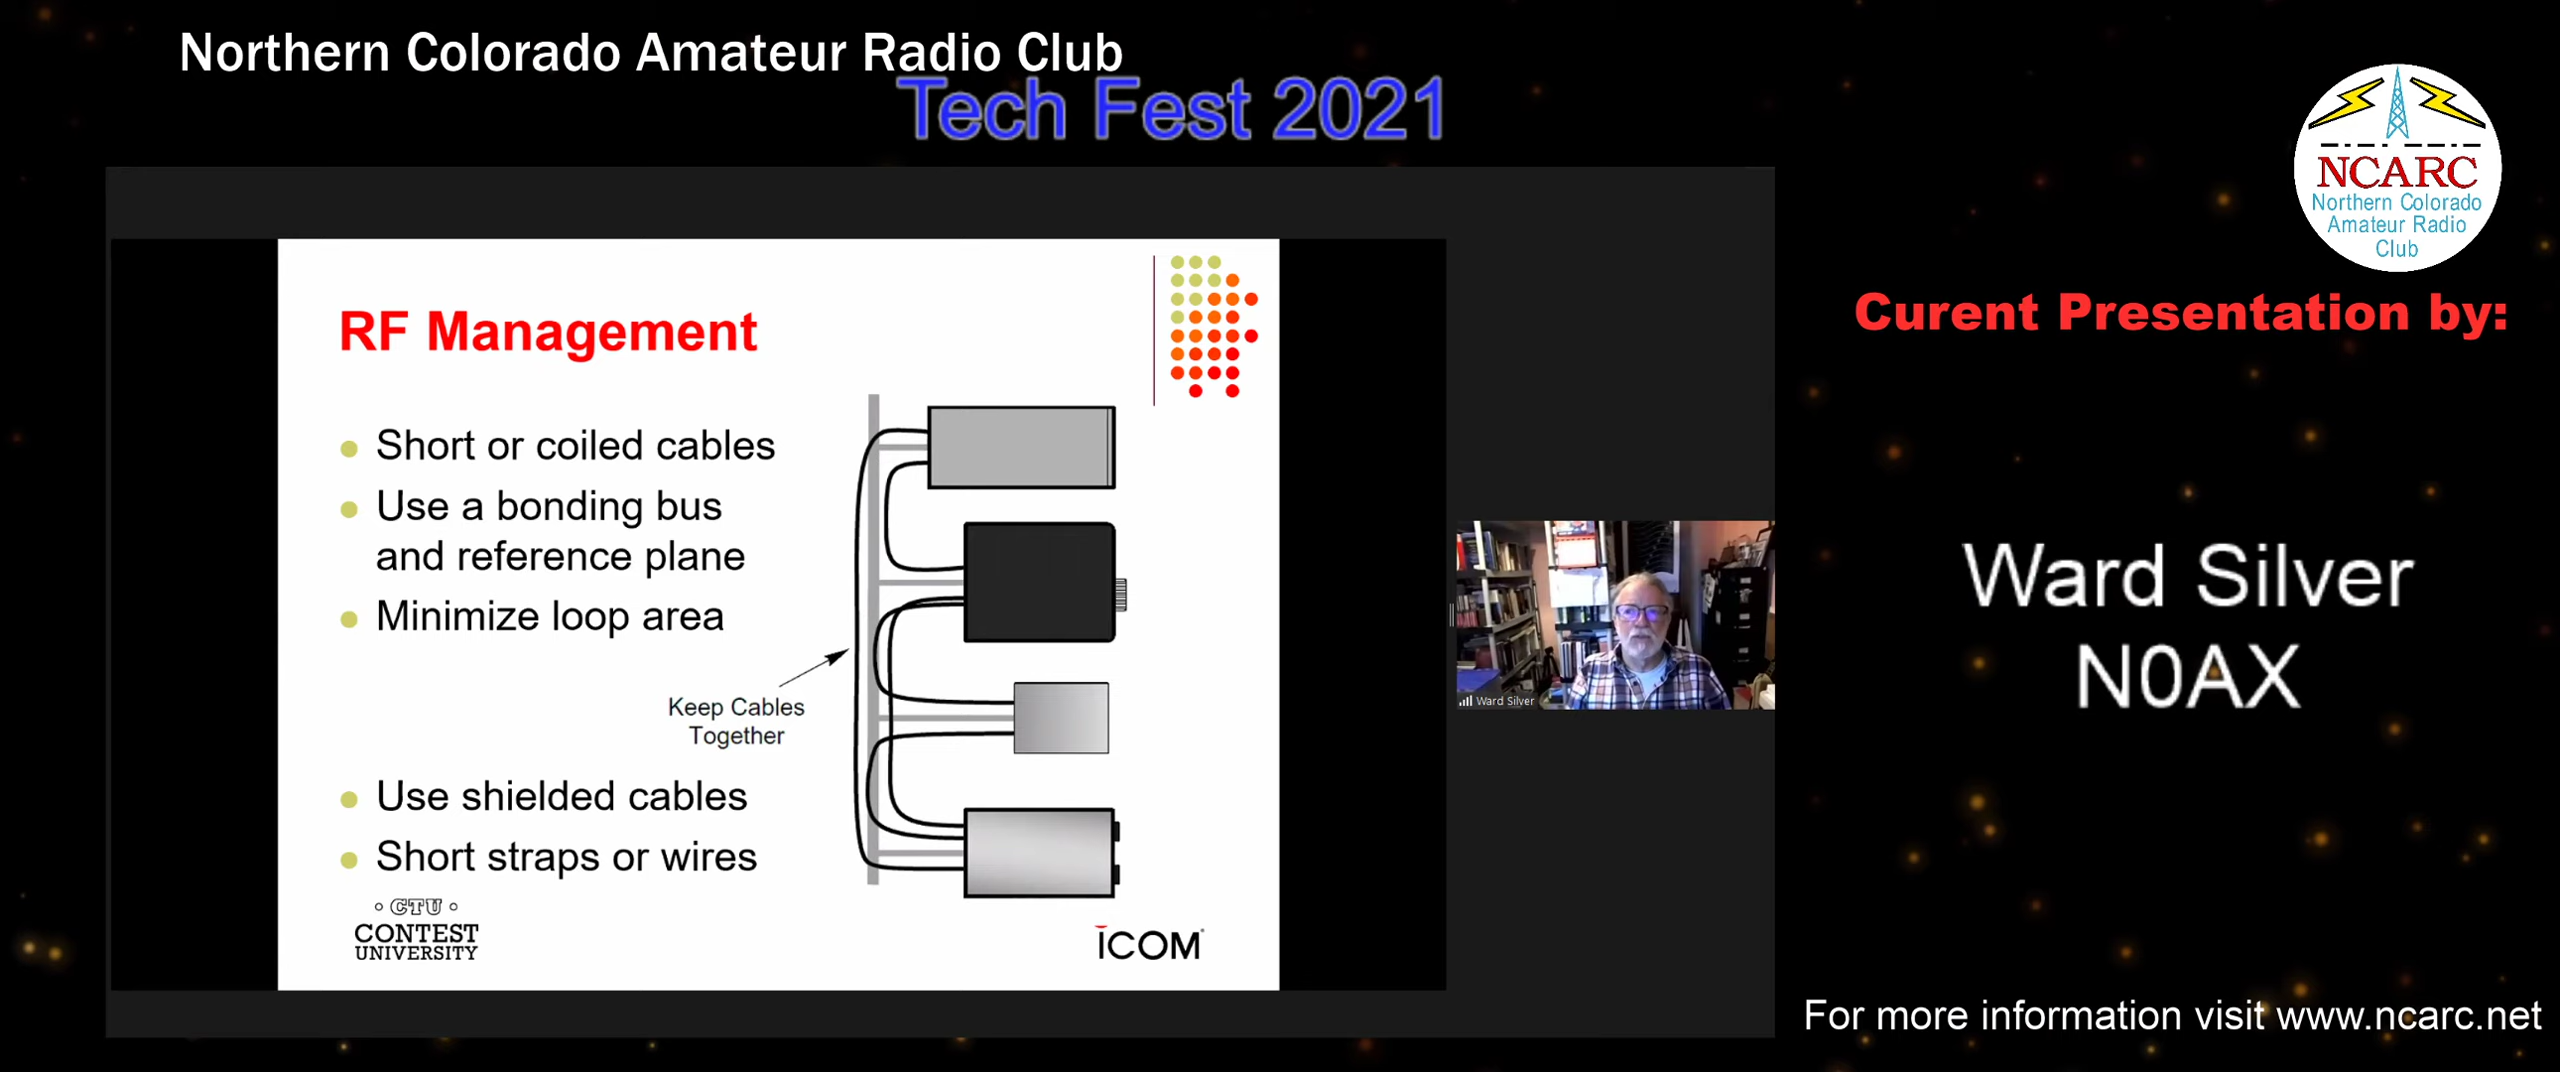 Northern Colorado Amateur Radio Club
Tech Fest 2021
NCARC
Northern Colorado
Amateur Radio
Club
Curent Presentation by:
Ward Silver
N0AX
RF Management
Short or coiled cables
Use a bonding bus
and reference plane
Minimize loop area
Keep Cables
Together
Use shielded cables
Short straps or wires
CTU
CONTEST
UNIVERSITY
ICOM
Ward Silver
For more information visit www.ncarc.net